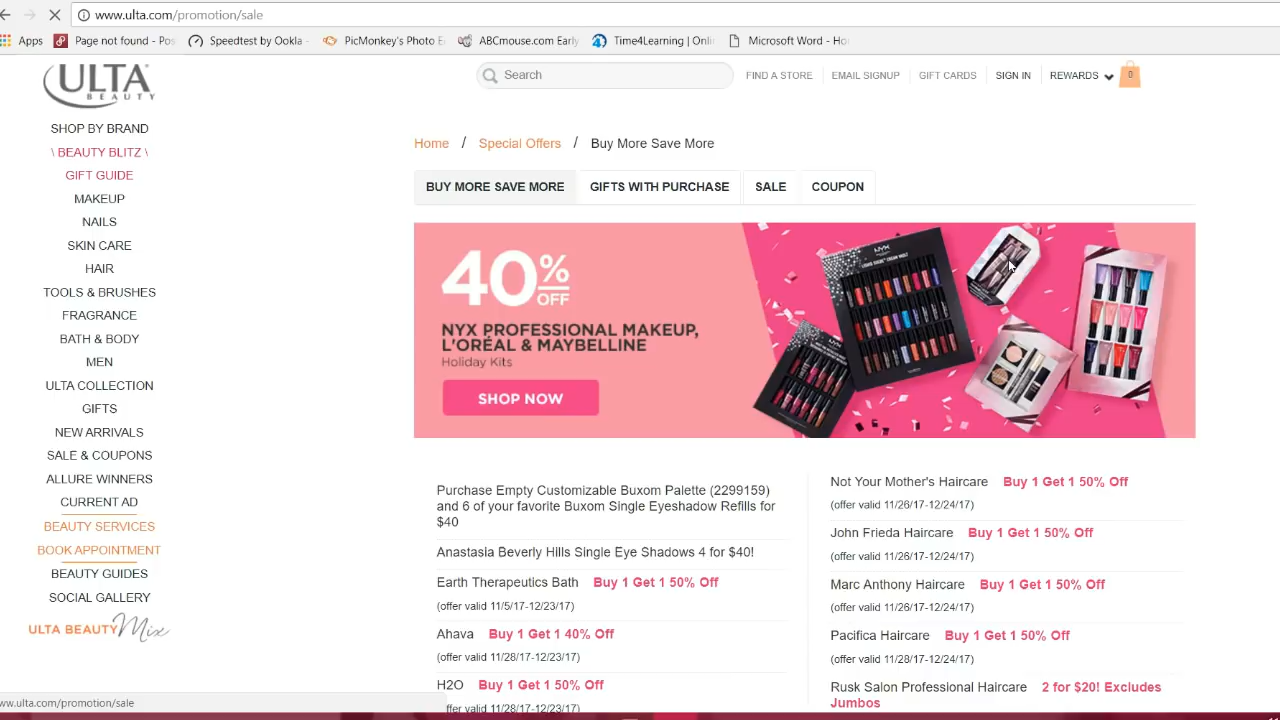 www.ulta.com/promotion/sale
Apps
Page not found - Pos
Speedtest by Ookla -
PicMonkey's Photo E
ABCmouse.com Early
Time4Learning | Onli
Microsoft Word - Ho
ULTA
BEAUTY
Search
FIND A STORE
EMAIL SIGNUP
GIFT CARDS
SIGN IN
REWARDS
0
SHOP BY BRAND
\ BEAUTY BLITZ \
GIFT GUIDE
MAKEUP
NAILS
SKIN CARE
HAIR
TOOLS & BRUSHES
FRAGRANCE
BATH & BODY
MEN
ULTA COLLECTION
GIFTS
NEW ARRIVALS
SALE & COUPONS
ALLURE WINNERS
CURRENT AD
BEAUTY SERVICES
BOOK APPOINTMENT
BEAUTY GUIDES
SOCIAL GALLERY
ULTA BEAUTY Mix
Home / Special Offers / Buy More Save More
BUY MORE SAVE MORE
GIFTS WITH PURCHASE
SALE
COUPON
40% OFF
NYX PROFESSIONAL MAKEUP,
L'ORÉAL & MAYBELLINE
Holiday Kits
SHOP NOW
NYX
Purchase Empty Customizable Buxom Palette (2299159)
and 6 of your favorite Buxom Single Eyeshadow Refills for
$40
Anastasia Beverly Hills Single Eye Shadows 4 for $40!
Earth Therapeutics Bath Buy 1 Get 1 50% Off
(offer valid 11/5/17-12/23/17)
Ahava Buy 1 Get 1 40% Off
(offer valid 11/28/17-12/23/17)
H2O Buy 1 Get 1 50% Off
(offer valid 11/28/17-12/23/17)
Not Your Mother's Haircare Buy 1 Get 1 50% Off
(offer valid 11/26/17-12/24/17)
John Frieda Haircare Buy 1 Get 1 50% Off
(offer valid 11/26/17-12/24/17)
Marc Anthony Haircare Buy 1 Get 1 50% Off
(offer valid 11/26/17-12/24/17)
Pacifica Haircare Buy 1 Get 1 50% Off
(offer valid 11/28/17-12/24/17)
Rusk Salon Professional Haircare 2 for $20! Excludes
Jumbos
ww.ulta.com/promotion/sale